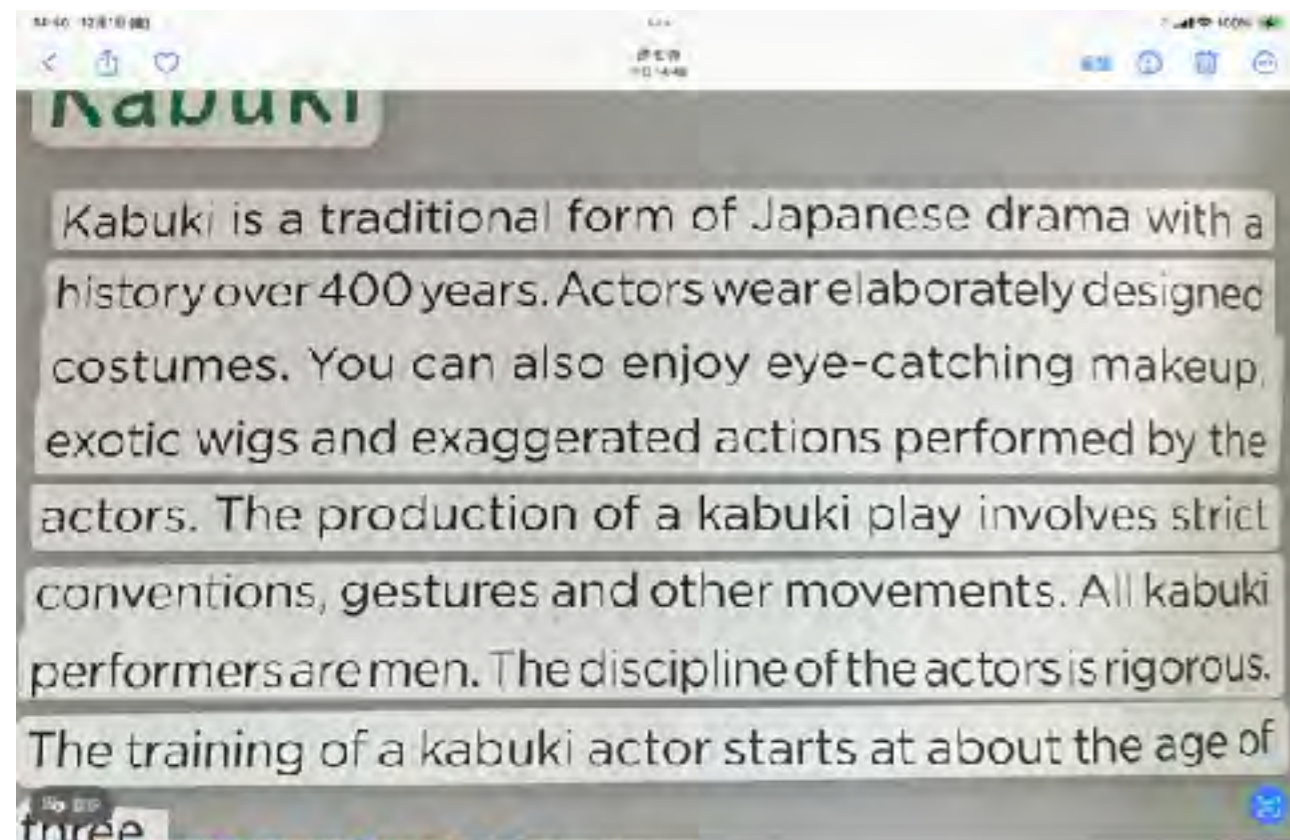 Kabuki
Kabuki is a traditional form of Japanese drama with a
history over 400 years. Actors wear elaborately designed
costumes. You can also enjoy eye-catching makeup,
exotic wigs and exaggerated actions performed by the
actors. The production of a kabuki play involves strict
conventions, gestures and other movements. All kabuki
performers are men. The discipline of the actors is rigorous.
The training of a kabuki actor starts at about the age of
three